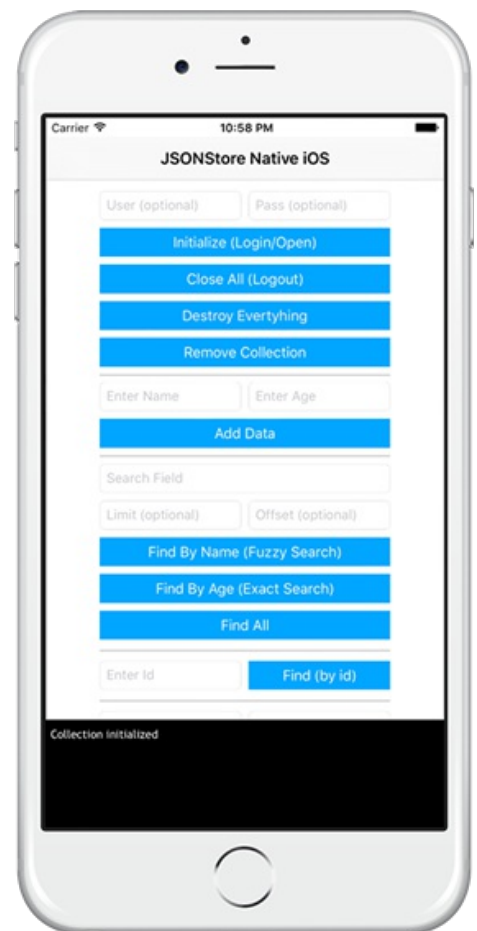 Carrier 10:58 PM
JSONStore Native iOS
User (optional) Pass (optional)
Initialize (Login/Open)
Close All (Logout)
Destroy Evertyhing
Remove Collection
Enter Name Enter Age
Add Data
Search Field
Limit (optional) Offset (optional)
Find By Name (Fuzzy Search)
Find By Age (Exact Search)
Find All
Enter Id Find (by id)
Collection initialized